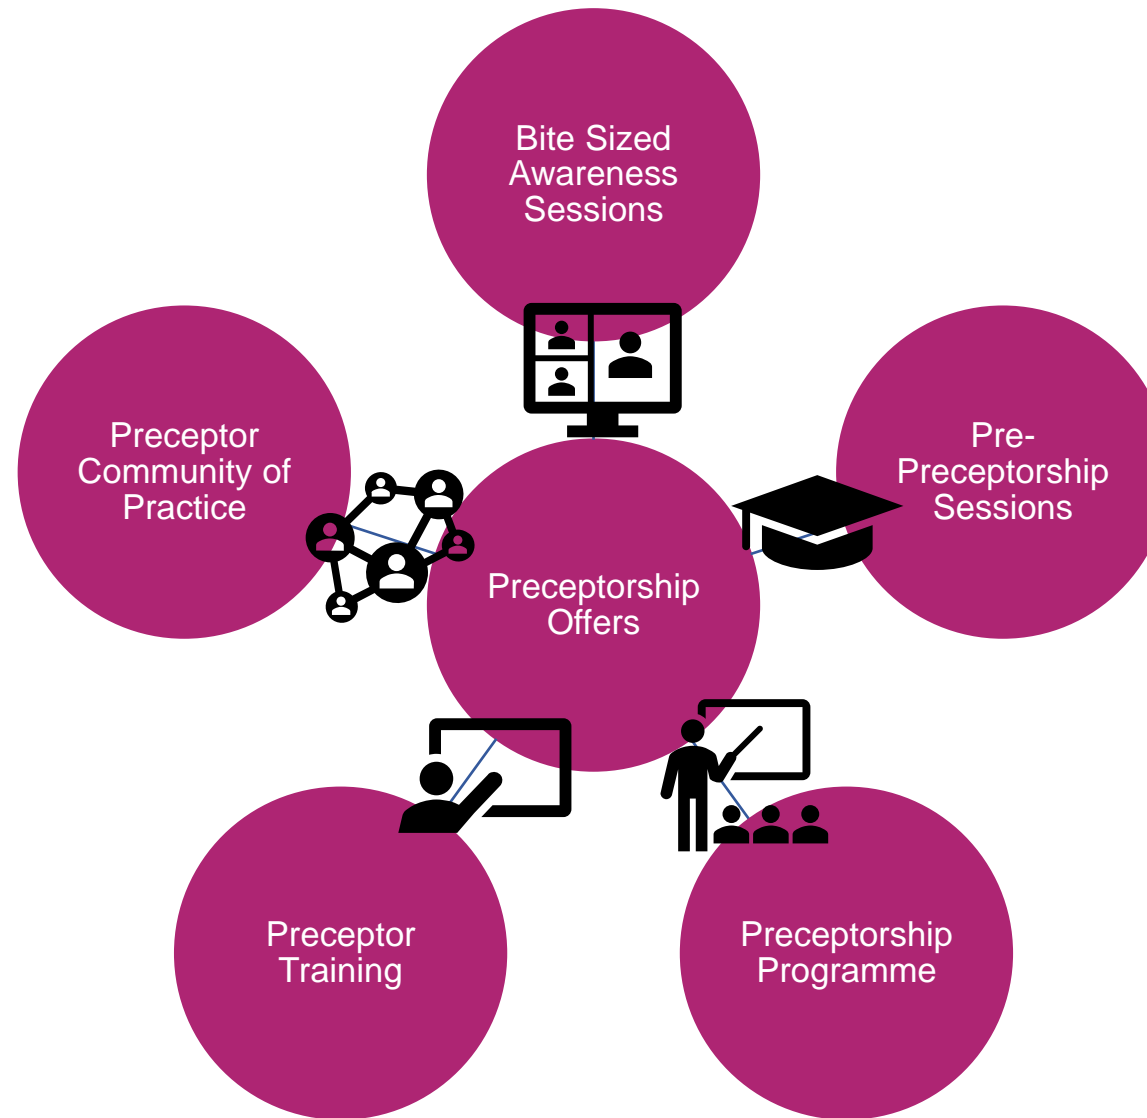 Bite Sized
Awareness
Sessions
Preceptor
Community of
Practice
Pre-
Preceptorship
Sessions
Preceptorship
Offers
Preceptor
Training
Preceptorship
Programme